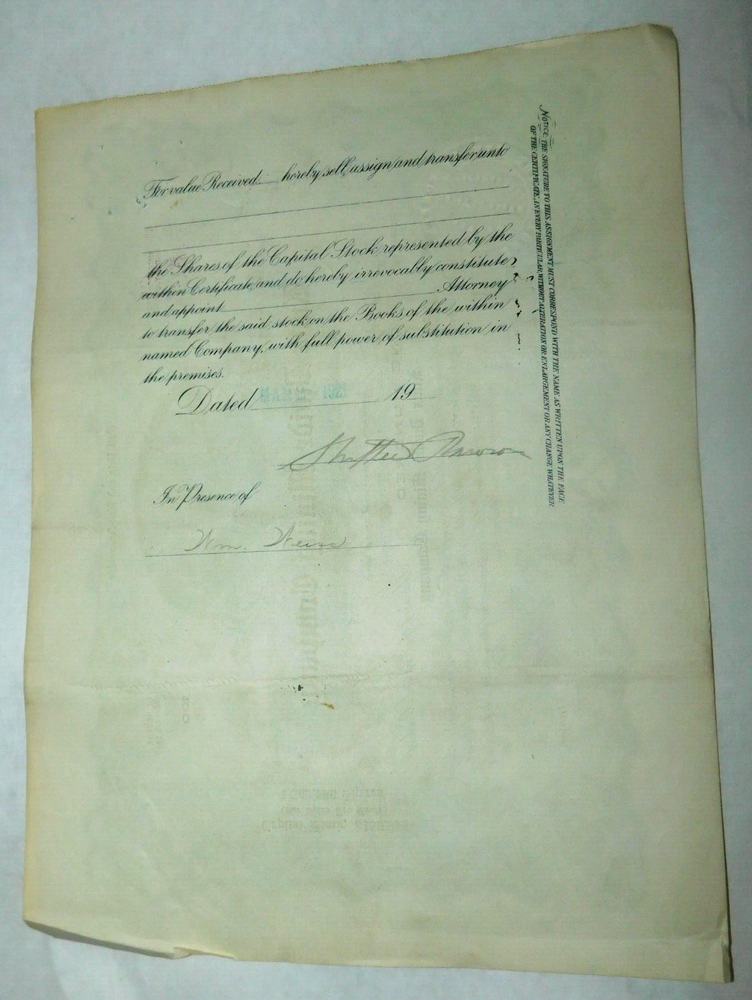 For value Received hereby sell, assign and transfer unto
the Shares of the Capital Stock represented by the
within Certificate, and do hereby irrevocably constitute
and appoint Attorney
to transfer the said stock on the Books of the within
named Company, with full power of substitution in
the premises.
Dated 19
In Presence of
Wm.
NOTICE: THE SIGNATURE TO THIS ASSIGNMENT MUST CORRESPOND WITH THE NAME AS WRITTEN UPON THE FACE
OF THE CERTIFICATE, IN EVERY PARTICULAR, WITHOUT ALTERATION OR ENLARGEMENT OR ANY CHANGE WHATEVER